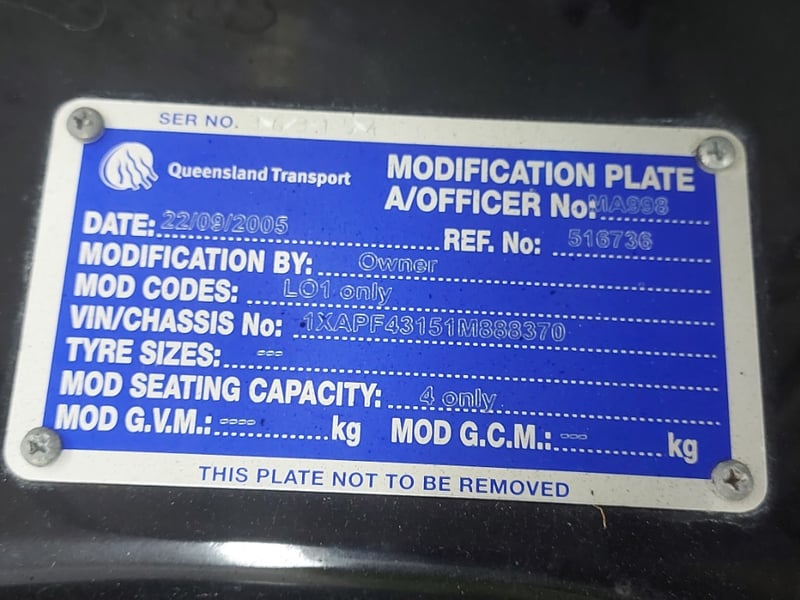 SER NO.
Queensland Transport
MODIFICATION PLATE
A/OFFICER No: MA998
DATE: 22/09/2005 REF. No: 516736
MODIFICATION BY: Owner
MOD CODES: LO1 only
VIN/CHASSIS No: 1XAPF43151M888370
TYRE SIZES: ---
MOD SEATING CAPACITY: 4 only
MOD G.V.M.: ---- kg MOD G.C.M.: --- kg
THIS PLATE NOT TO BE REMOVED